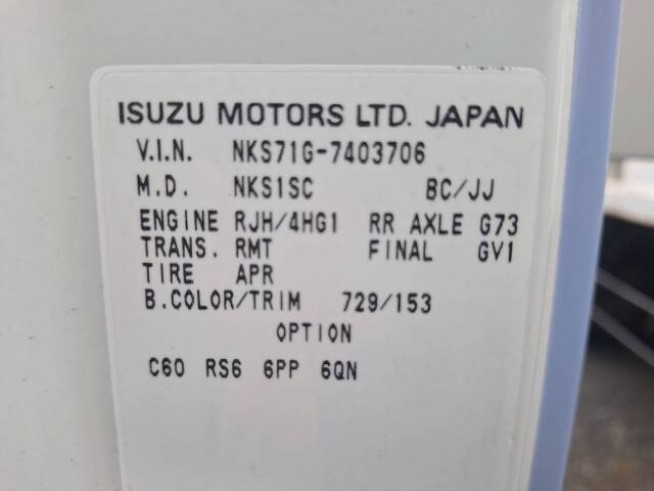 ISUZU MOTORS LTD. JAPAN
V.I.N. NKS71G-7403706
M.D. NKS1SC BC/JJ
ENGINE RJH/4HG1 RR AXLE G73
TRANS. RMT FINAL GV1
TIRE APR
B.COLOR/TRIM 729/153
OPTION
C60 RS6 6PP 6QN